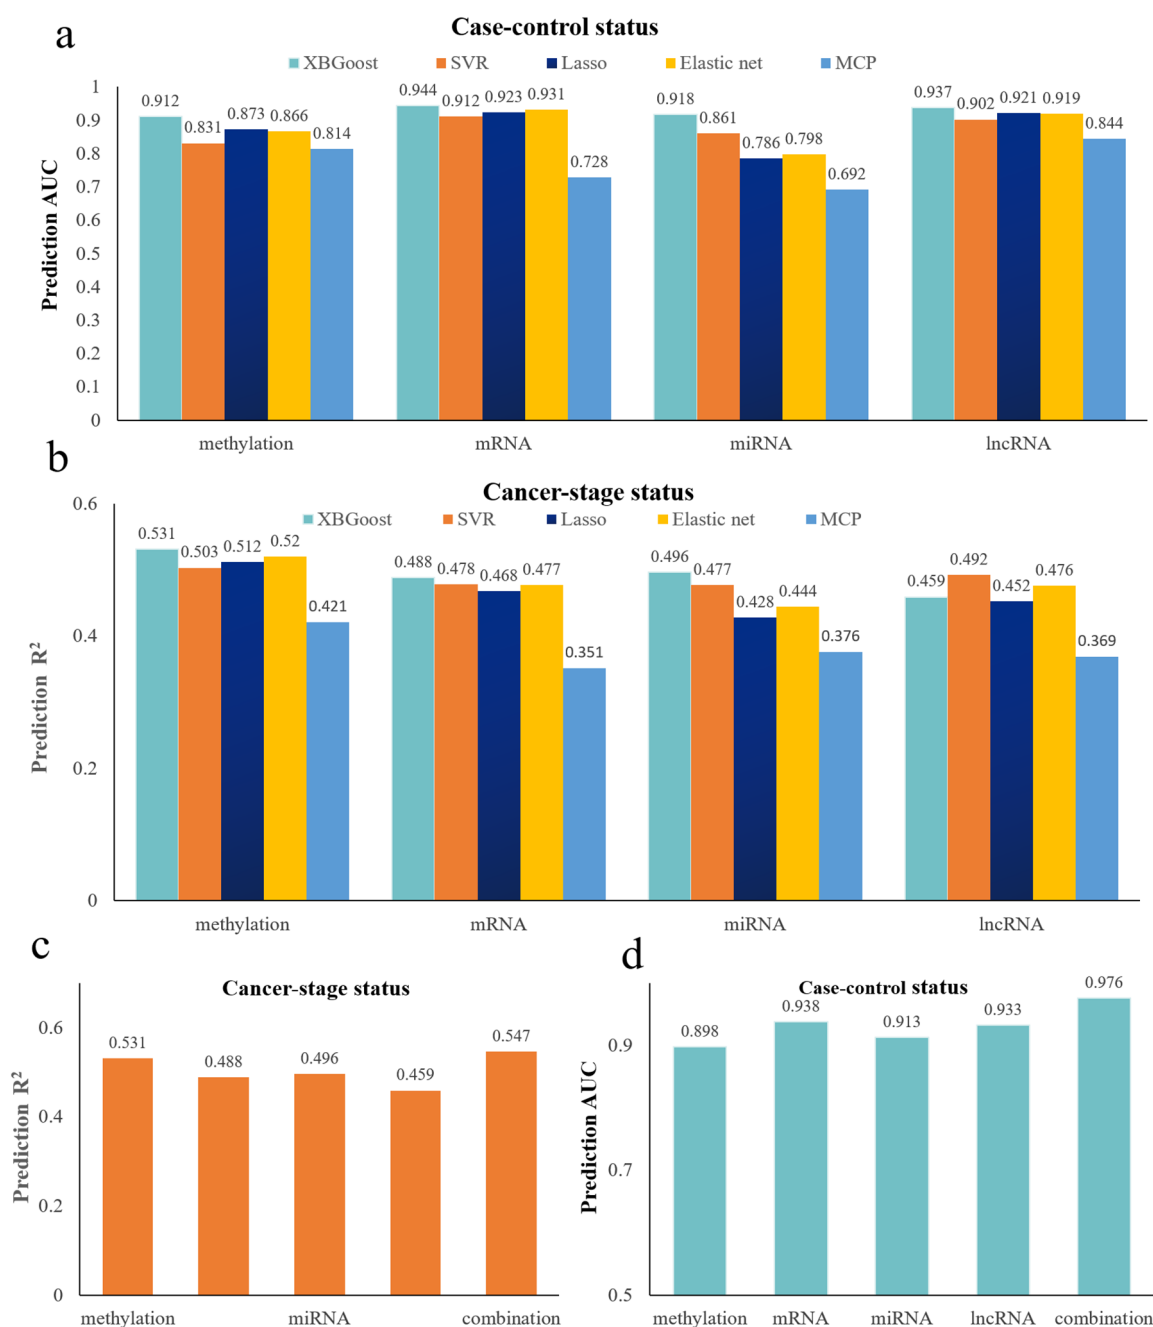 a
Case-control status
XBGoost SVR Lasso Elastic net MCP
Prediction AUC
1
0.9
0.8
0.7
0.6
0.5
0.4
0.3
0.2
0.1
0
0.912 0.831 0.873 0.866 0.814
0.944 0.912 0.923 0.931 0.728
0.918 0.861 0.786 0.798 0.692
0.937 0.902 0.921 0.919 0.844
methylation mRNA miRNA lncRNA
b
Cancer-stage status
XBGoost SVR Lasso Elastic net MCP
Prediction R²
0.6
0.4
0.2
0
0.531 0.503 0.512 0.52 0.421
0.488 0.478 0.468 0.477 0.351
0.496 0.477 0.428 0.444 0.376
0.459 0.492 0.452 0.476 0.369
methylation mRNA miRNA lncRNA
c
Cancer-stage status
Prediction R²
0.6
0.4
0.2
0
0.531 0.488 0.496 0.459 0.547
methylation miRNA combination
d
Case-control status
Prediction AUC
0.9
0.7
0.5
0.898 0.938 0.913 0.933 0.976
methylation mRNA miRNA lncRNA combination